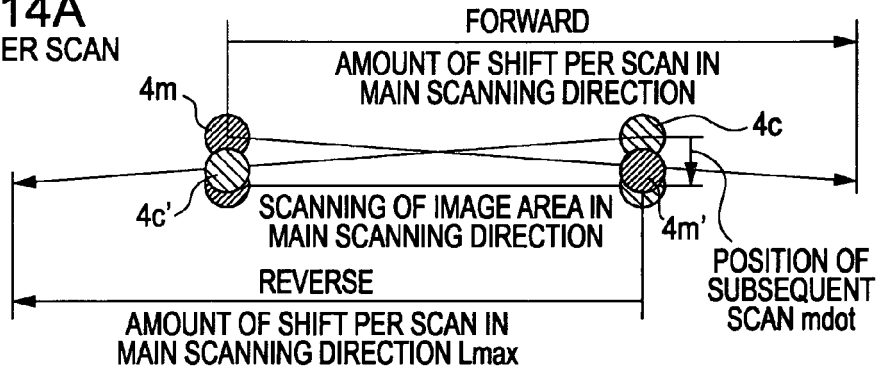 14A
ER SCAN
FORWARD
AMOUNT OF SHIFT PER SCAN IN
MAIN SCANNING DIRECTION
4m
4c
4c'
4m'
SCANNING OF IMAGE AREA IN
MAIN SCANNING DIRECTION
POSITION OF
SUBSEQUENT
SCAN mdot
REVERSE
AMOUNT OF SHIFT PER SCAN IN
MAIN SCANNING DIRECTION Lmax